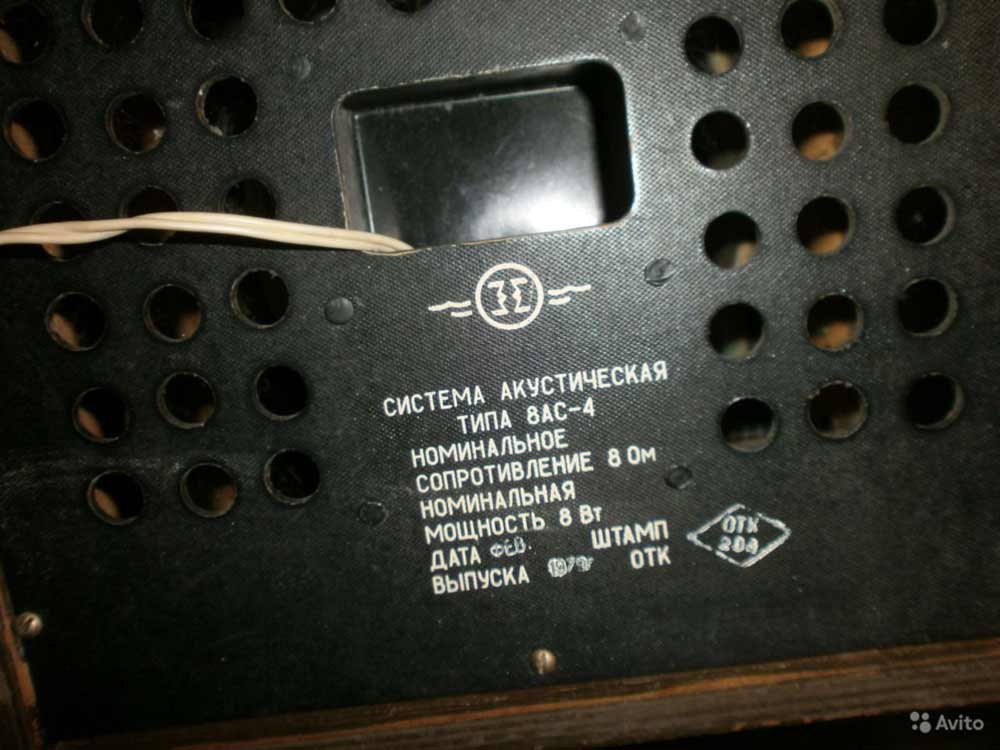 СИСТЕМА АКУСТИЧЕСКАЯ
ТИПА 8АС-4
НОМИНАЛЬНОЕ
СОПРОТИВЛЕНИЕ 8 Ом
НОМИНАЛЬНАЯ
МОЩНОСТЬ 8 Вт
ДАТА ФЕВ. ШТАМП
ВЫПУСКА 1979г ОТК
ОТК
204
Avito